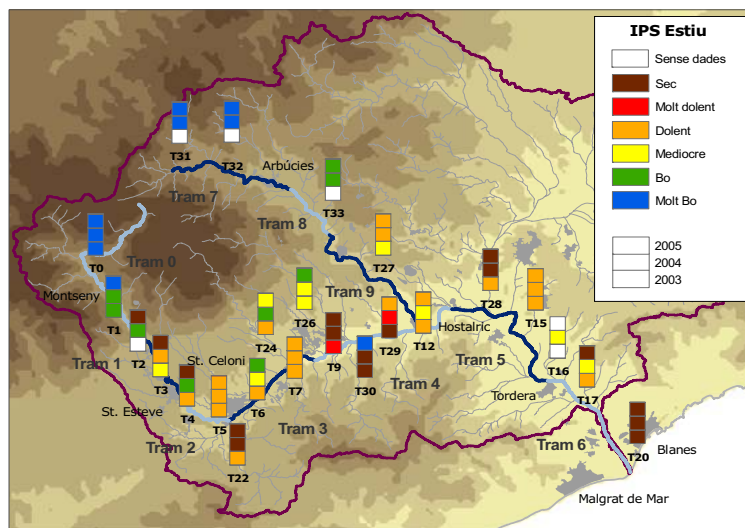 IPS Estiu
Sense dades
Sec
Molt dolent
Dolent
Mediocre
Bo
Molt Bo
2005
2004
2003
T31
T32
Arbúcies
Tram 7
T33
Tram 8
T0
Tram 0
T27
Montseny
T1
T26
Tram 9
T28
T15
T2
T24
Hostalric
T12
T29
Tram 1
St. Celoni
T9
Tram 5
T16
T3
T7
T30
Tram 4
T17
St. Esteve
T4
T5
T6
Tordera
Tram 3
Tram 2
T22
Tram 6
T20
Blanes
Malgrat de Mar